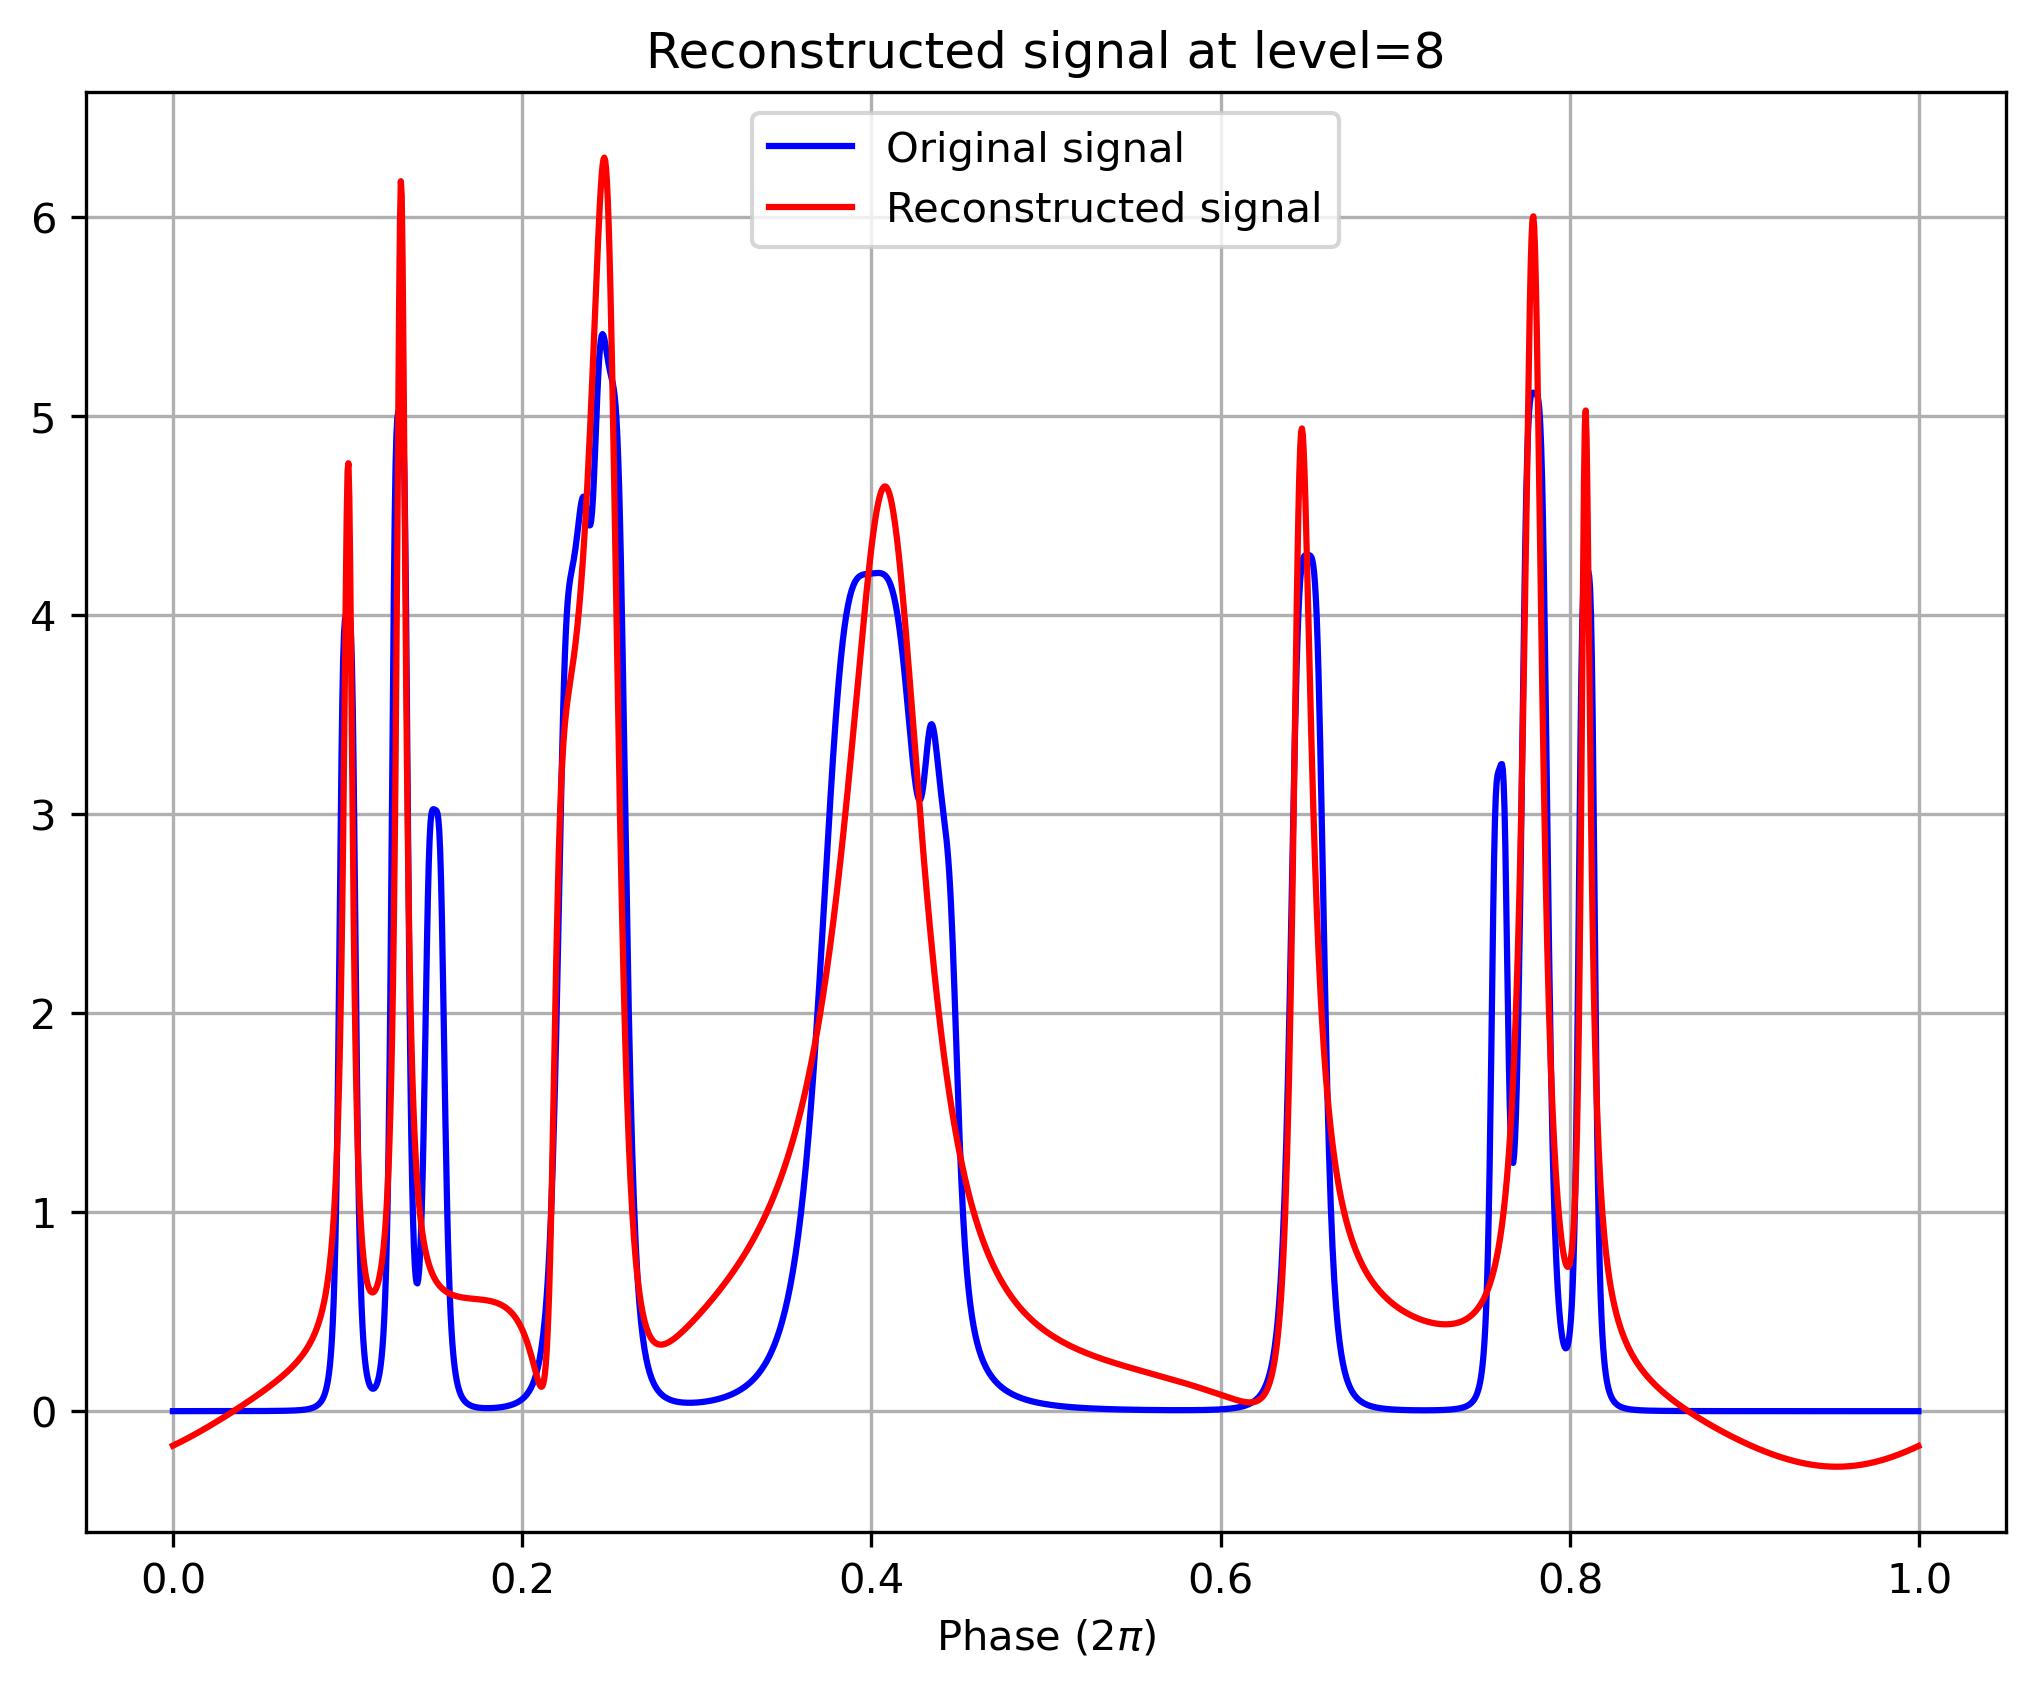 Reconstructed signal at level=8
Original signal
Reconstructed signal
6
5
4
3
2
1
0
0.0 0.2 0.4 0.6 0.8 1.0
Phase (2π)